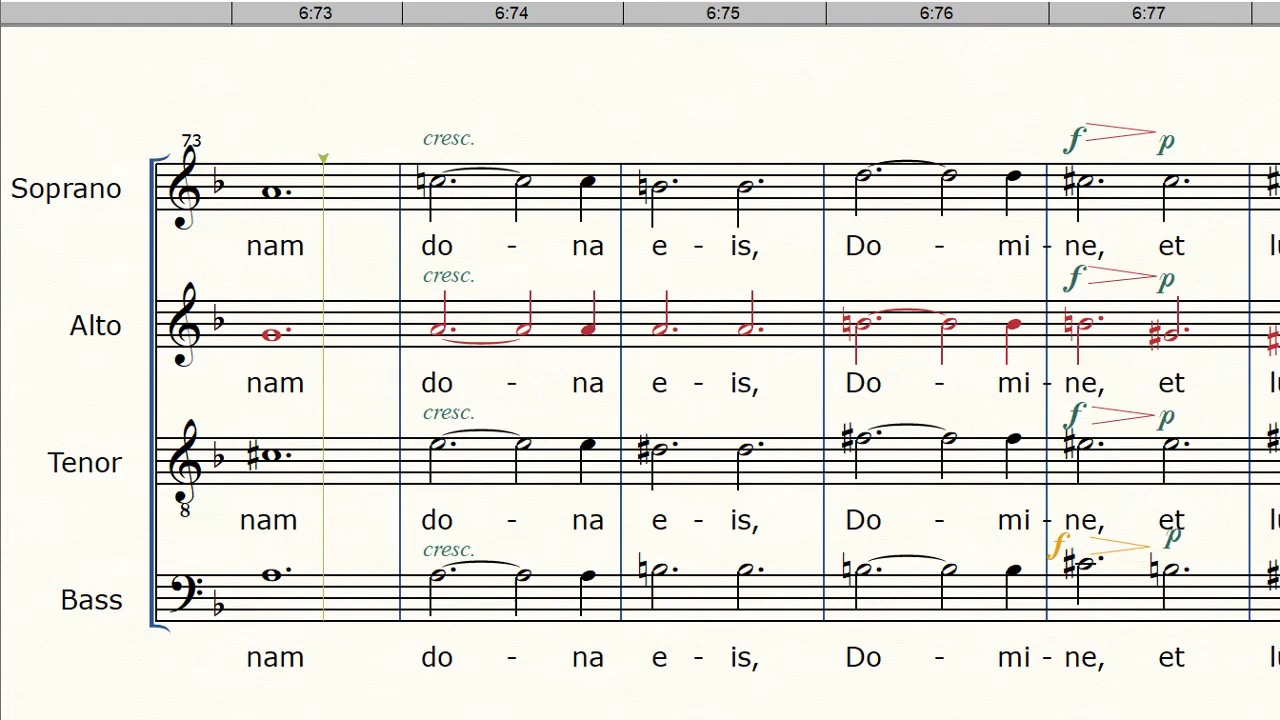 6:73 6:74 6:75 6:76 6:77
73 cresc. f p
Soprano
nam do - na e - is, Do - mi - ne, et
cresc. f p
Alto
nam do - na e - is, Do - mi - ne, et
cresc. f p
Tenor
8
nam do - na e - is, Do - mi - ne, et
cresc. f p
Bass
nam do - na e - is, Do - mi - ne, et